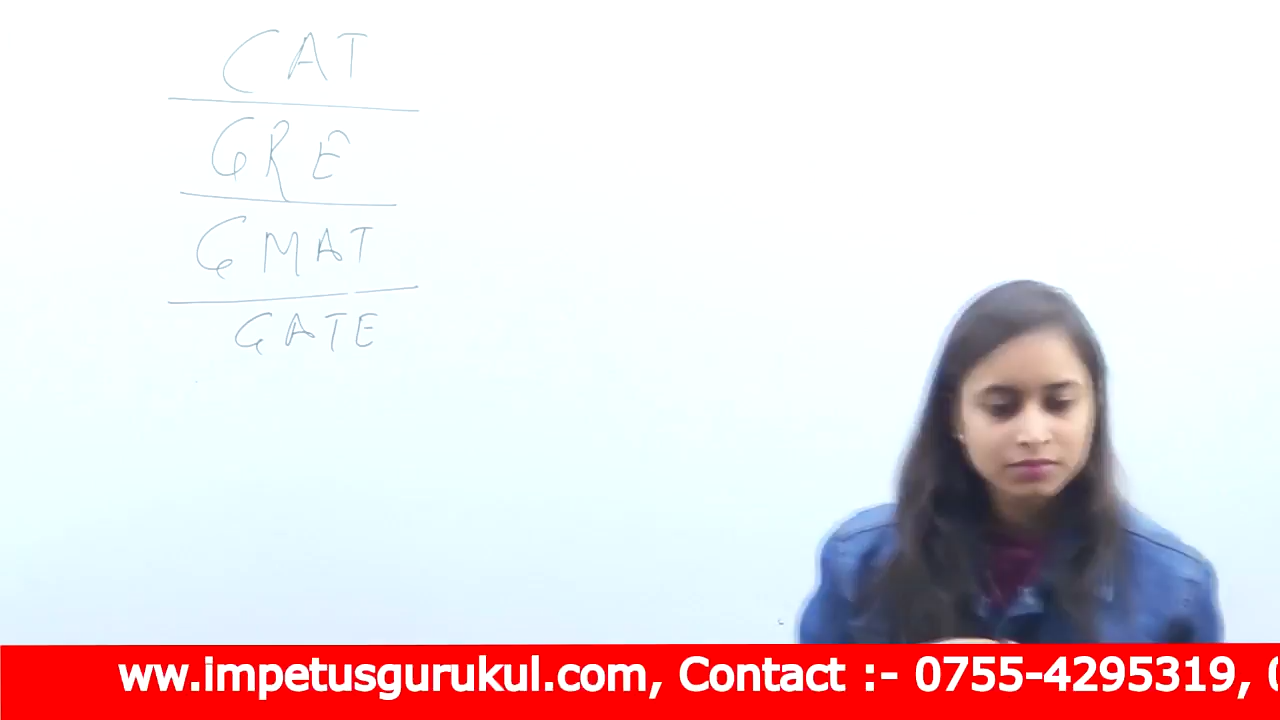 CAT
GRE
GMAT
GATE
ww.impetusgurukul.com, Contact :- 0755-4295319,